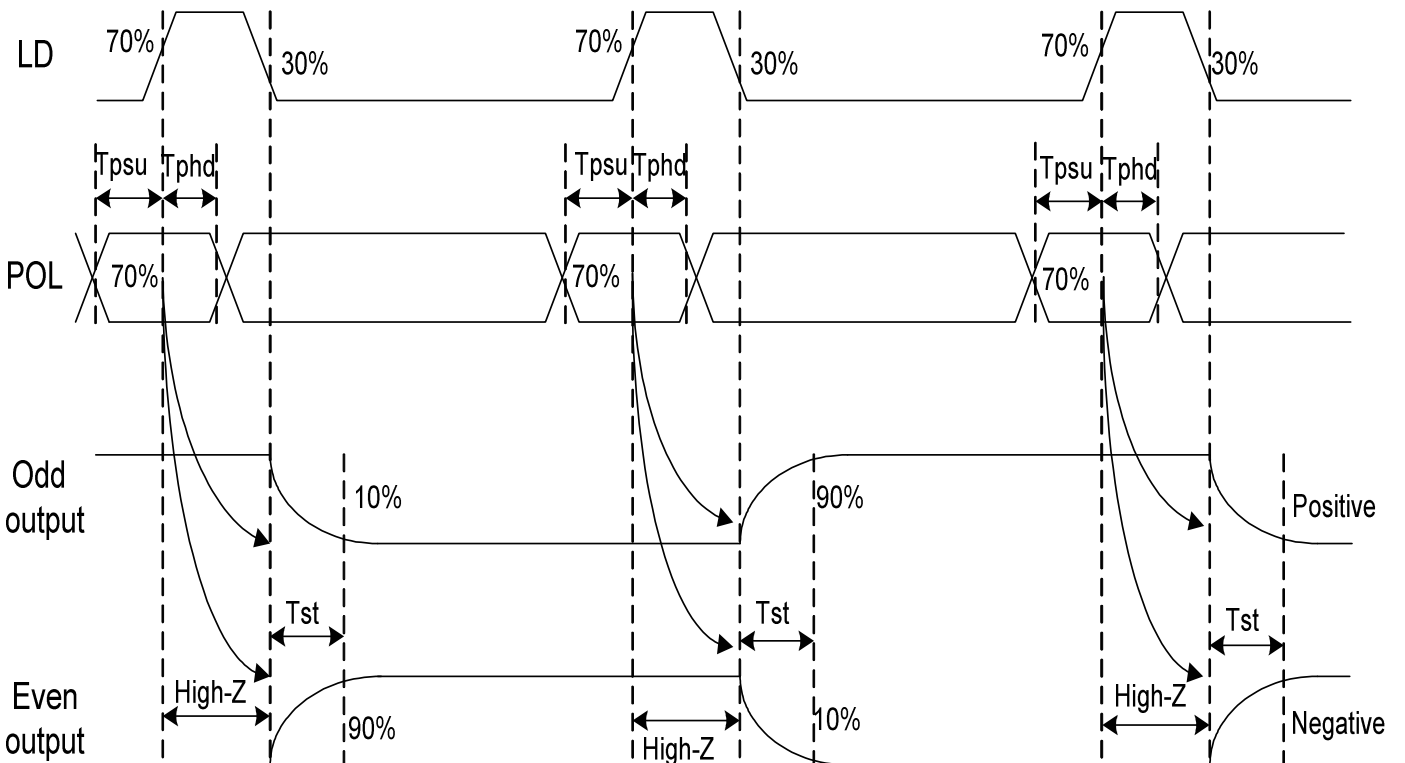 LD
70%
30%
70%
30%
70%
30%
Tpsu
Tphd
Tpsu
Tphd
Tpsu
Tphd
POL
70%
70%
70%
Odd
output
10%
90%
Positive
Tst
Tst
Tst
Even
output
High-Z
90%
High-Z
10%
High-Z
Negative